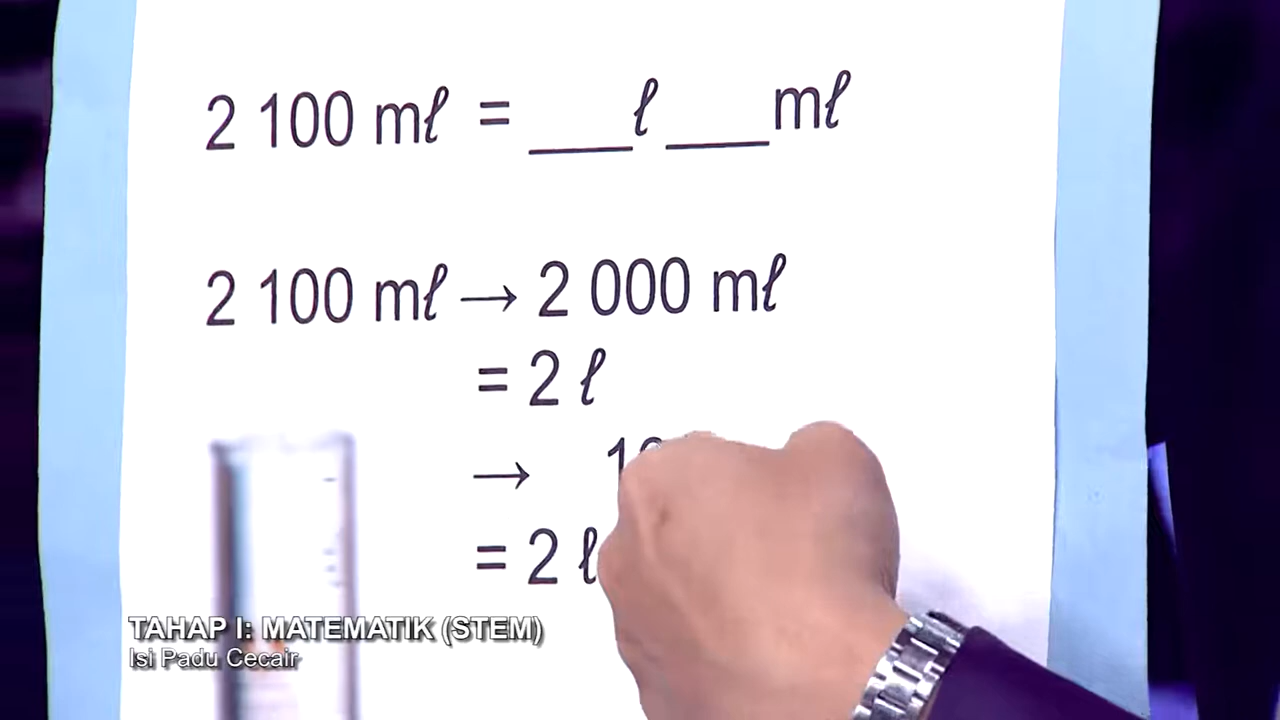 2 100 mℓ = ___ℓ ___mℓ
2 100 mℓ → 2 000 mℓ
= 2 ℓ
→
= 2 ℓ
TAHAP I: MATEMATIK (STEM)
Isi Padu Cecair